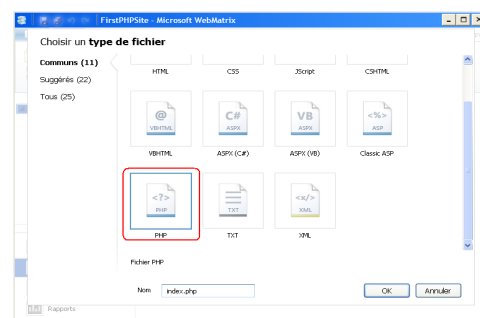 FirstPHPSite - Microsoft WebMatrix
Choisir un type de fichier
Communs (11)
Suggérés (22)
Tous (25)
HTML
CSS
JScript
CSHTML
@
VBHTML
C#
ASPX
VB
ASPX
<%>
ASP
VBHTML
ASPX (C#)
ASPX (VB)
Classic ASP
<?>
PHP
TXT
<x/>
XML
PHP
TXT
XML
Fichier PHP
Nom
index.php
OK
Annuler
Rapports